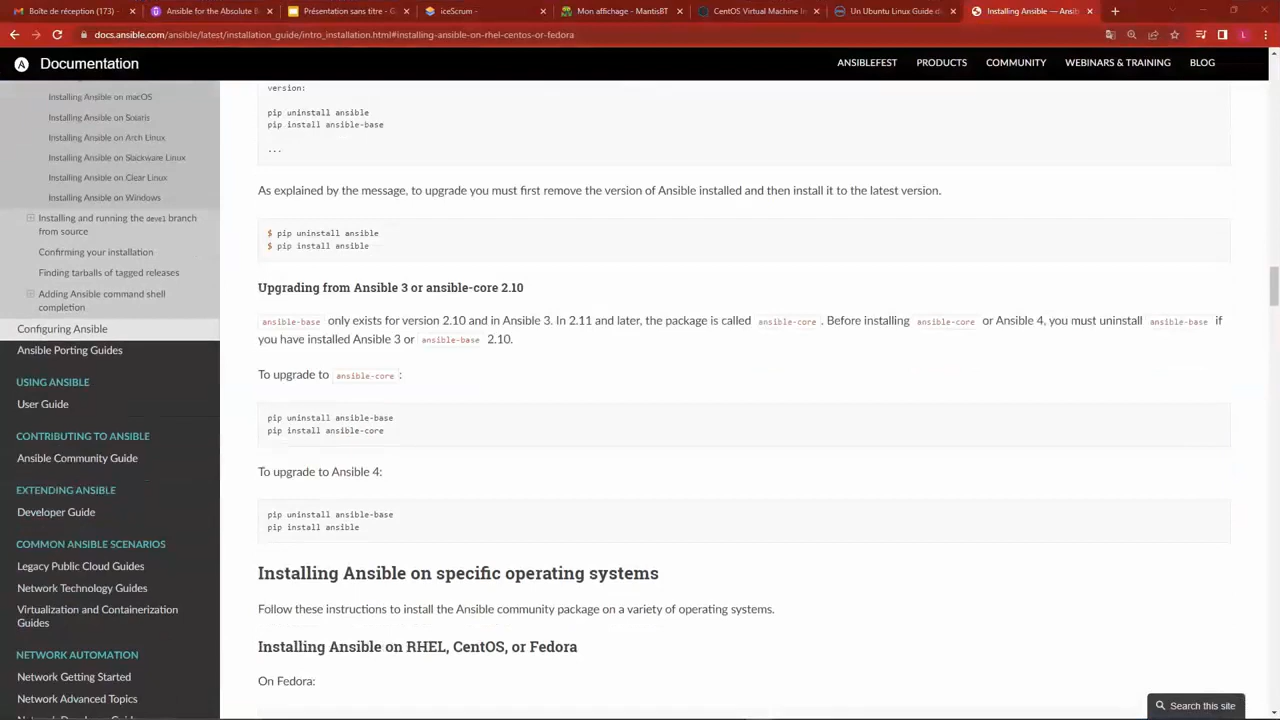 Boîte de réception (173) -
Ansible for the Absolute B
Présentation sans titre - G
iceScrum -
Mon affichage - MantisBT
CentOS Virtual Machine I
Un Ubuntu Linux Guide d
Installing Ansible — Ansib
docs.ansible.com/ansible/latest/installation_guide/intro_installation.html#installing-ansible-on-rhel-centos-or-fedora
L
A Documentation
ANSIBLEFEST
PRODUCTS
COMMUNITY
WEBINARS & TRAINING
BLOG
Installing Ansible on macOS
Installing Ansible on Solaris
Installing Ansible on Arch Linux
Installing Ansible on Slackware Linux
Installing Ansible on Clear Linux
Installing Ansible on Windows
Installing and running the devel branch
from source
Confirming your installation
Finding tarballs of tagged releases
Adding Ansible command shell
completion
Configuring Ansible
Ansible Porting Guides
USING ANSIBLE
User Guide
CONTRIBUTING TO ANSIBLE
Ansible Community Guide
EXTENDING ANSIBLE
Developer Guide
COMMON ANSIBLE SCENARIOS
Legacy Public Cloud Guides
Network Technology Guides
Virtualization and Containerization
Guides
NETWORK AUTOMATION
Network Getting Started
Network Advanced Topics
version:
pip uninstall ansible
pip install ansible-base
...
As explained by the message, to upgrade you must first remove the version of Ansible installed and then install it to the latest version.
$ pip uninstall ansible
$ pip install ansible
Upgrading from Ansible 3 or ansible-core 2.10
ansible-base only exists for version 2.10 and in Ansible 3. In 2.11 and later, the package is called ansible-core . Before installing ansible-core or Ansible 4, you must uninstall ansible-base if
you have installed Ansible 3 or ansible-base 2.10.
To upgrade to ansible-core :
pip uninstall ansible-base
pip install ansible-core
To upgrade to Ansible 4:
pip uninstall ansible-base
pip install ansible
Installing Ansible on specific operating systems
Follow these instructions to install the Ansible community package on a variety of operating systems.
Installing Ansible on RHEL, CentOS, or Fedora
On Fedora:
Search this site